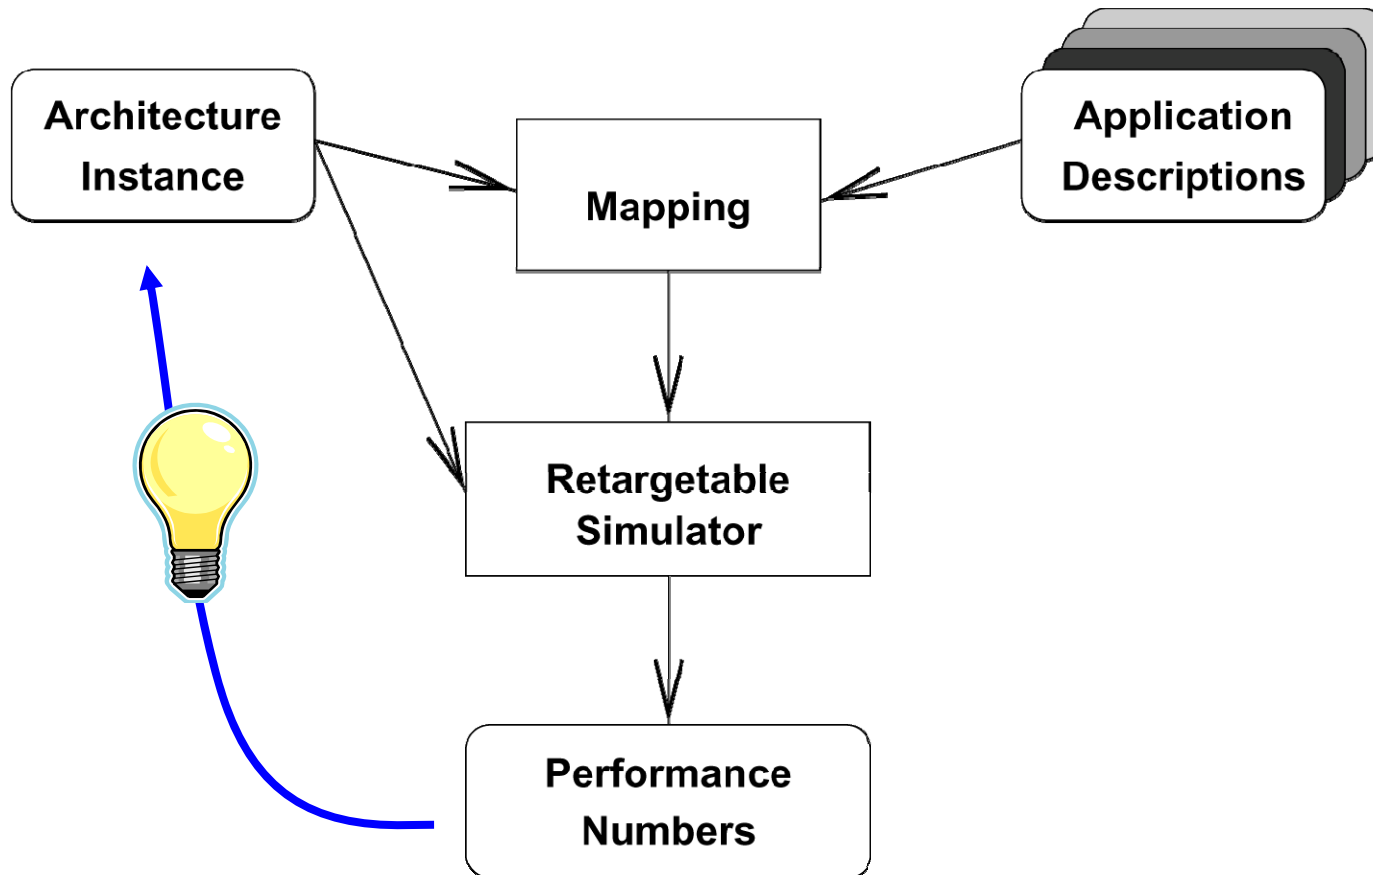 Architecture
Instance
Mapping
Application
Descriptions
Retargetable
Simulator
Performance
Numbers